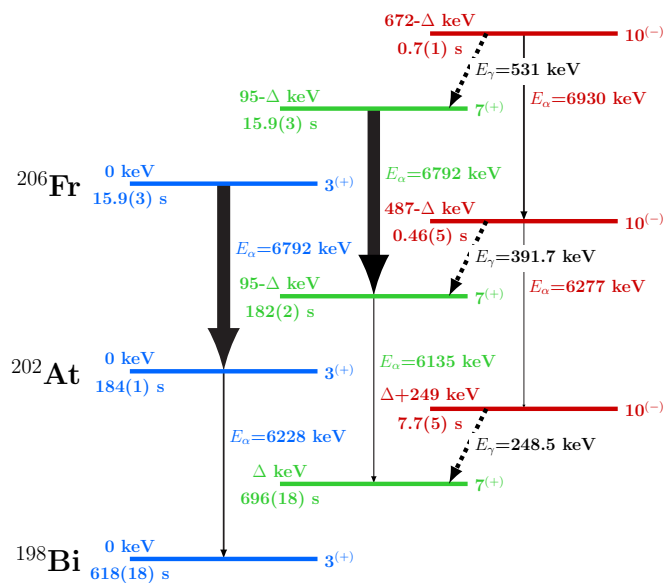 672-Δ keV
0.7(1) s
10(−)
Eγ=531 keV
95-Δ keV
15.9(3) s
7(+)
Eα=6930 keV
206Fr
0 keV
15.9(3) s
3(+)
Eα=6792 keV
487-Δ keV
0.46(5) s
10(−)
Eα=6792 keV
Eγ=391.7 keV
95-Δ keV
182(2) s
7(+)
Eα=6277 keV
202At
0 keV
184(1) s
3(+)
Eα=6135 keV
Δ+249 keV
7.7(5) s
10(−)
Eα=6228 keV
Eγ=248.5 keV
Δ keV
696(18) s
7(+)
198Bi
0 keV
618(18) s
3(+)